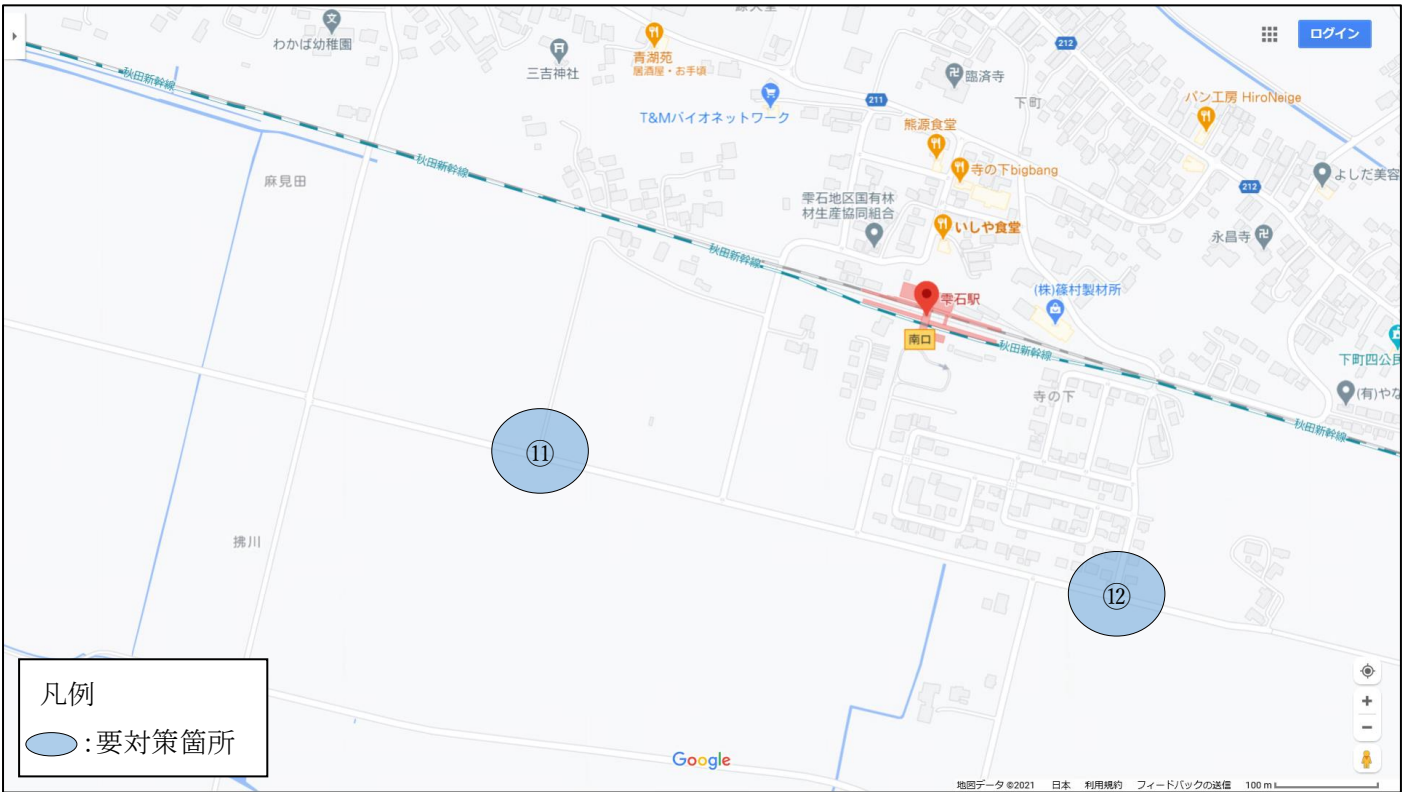 わかば幼稚園
三吉神社
青湖苑
居酒屋・お手頃
T&Mバイオネットワーク
211
212
臨済寺
下町
パン工房 HiroNeige
熊源食堂
寺の下bigbang
212
よしだ美容
雫石地区国有林
材生産協同組合
いしや食堂
永昌寺
秋田新幹線
秋田新幹線
秋田新幹線
麻見田
雫石駅
南口
(株)篠村製材所
秋田新幹線
下町四公民
(有)やな
寺の下
秋田新幹線
⑪
拂川
⑫
凡例
:要対策箇所
Google
ログイン
地図データ ©2021 日本 利用規約 フィードバックの送信 100 m